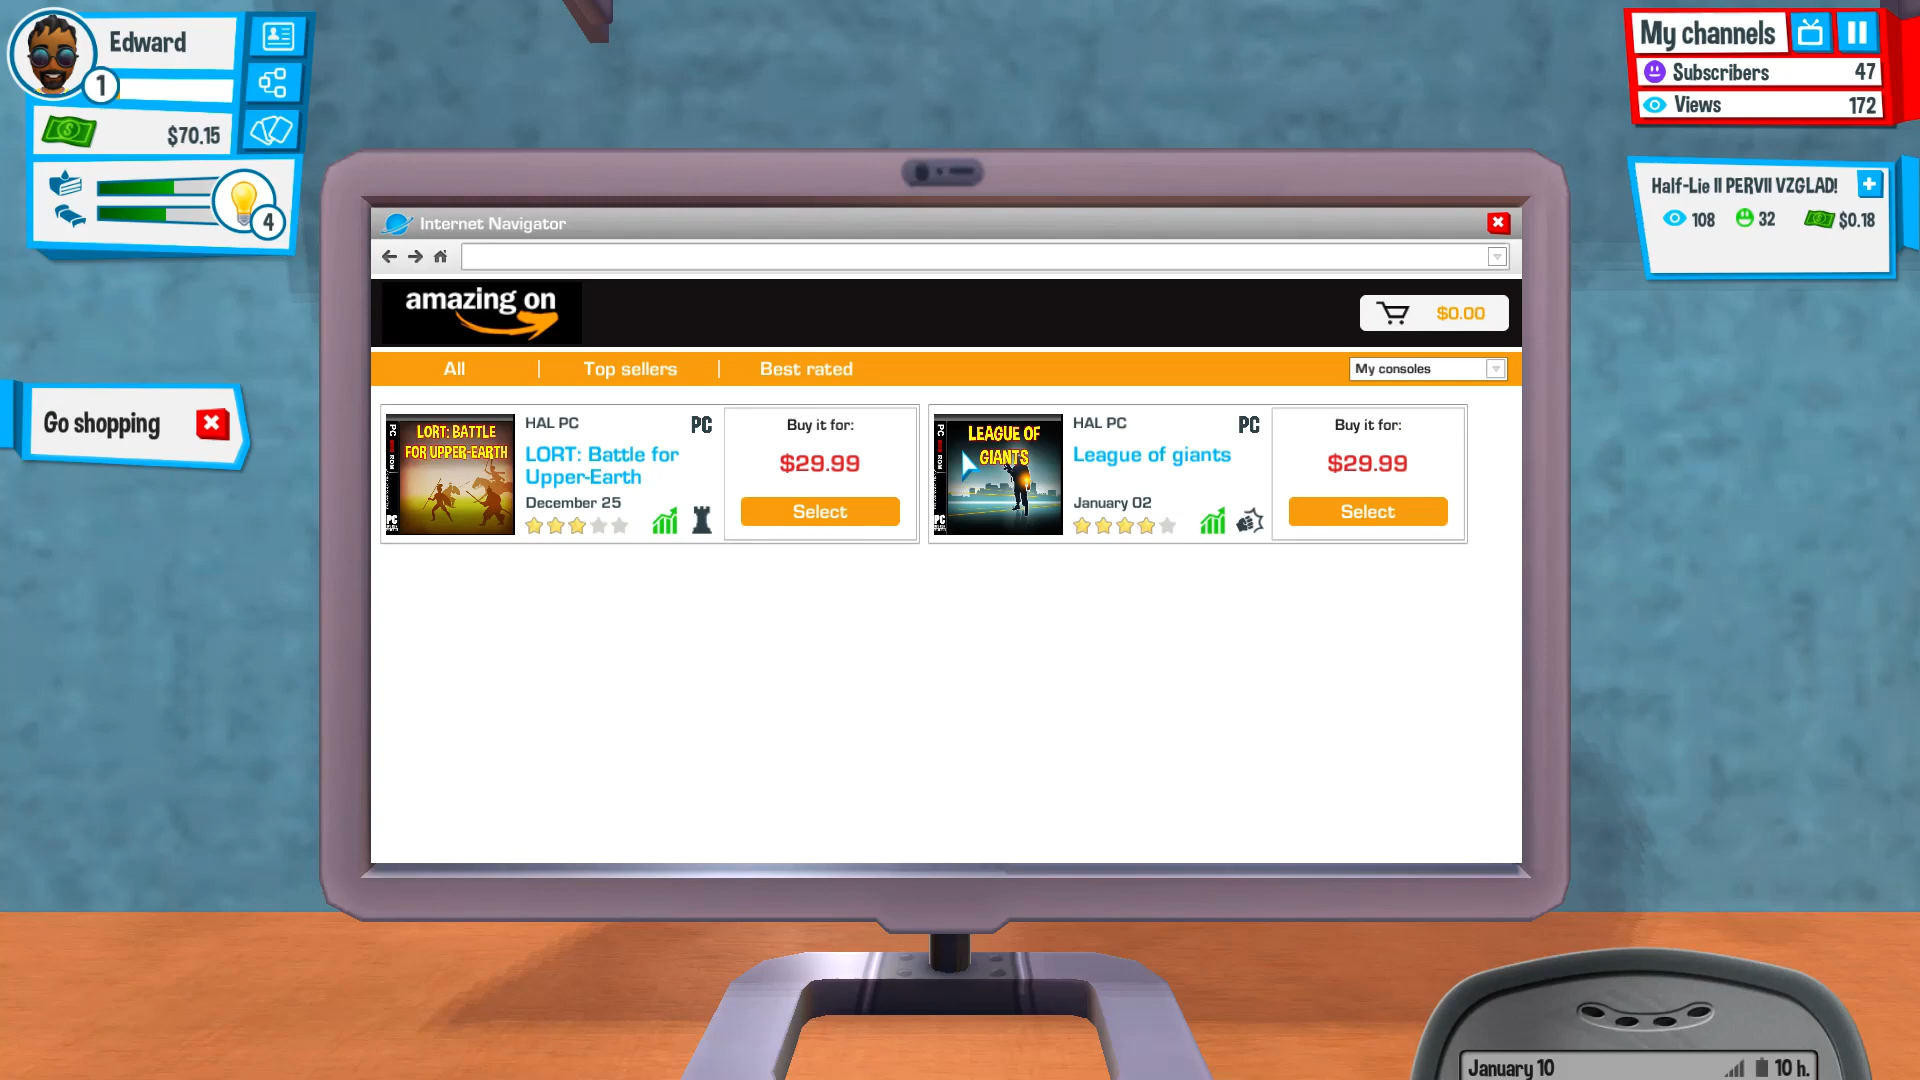 Edward
1
$70.15
4
My channels
Subscribers 47
Views 172
Half-Lie II PERVII VZGLAD!
108 32 $0.18
Go shopping
Internet Navigator
amazing on
$0.00
All | Top sellers | Best rated
My consoles
LORT: BATTLE
FOR UPPER-EARTH
PC
PC
HAL PC
PC
LORT: Battle for
Upper-Earth
December 25
Buy it for:
$29.99
Select
LEAGUE OF
GIANTS
PC
PC
HAL PC
PC
League of giants
January 02
Buy it for:
$29.99
Select
January 10
10 h.